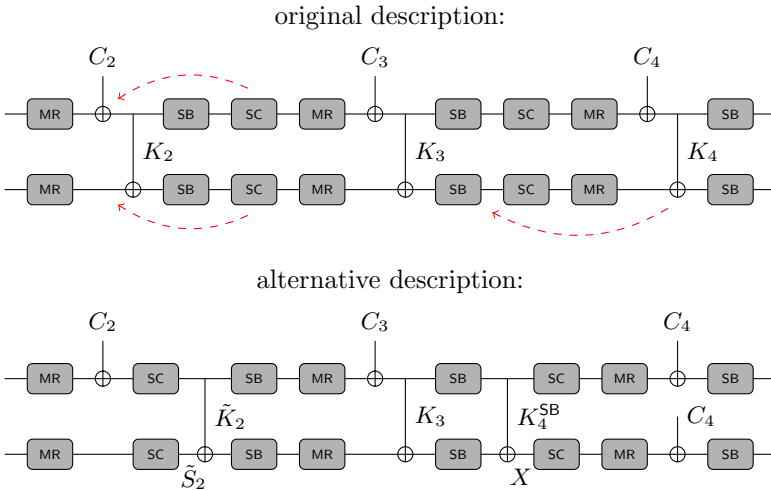 original description:
C₂ C₃ C₄
MR SB SC MR SB SC MR SB
K₂ K₃ K₄
MR SB SC MR SB SC MR SB
alternative description:
C₂ C₃ C₄
MR SC SB MR SB SC MR SB
K̃₂ K₃ K₄^SB C₄
MR SC SB MR SB SC MR SB
S̃₂ X